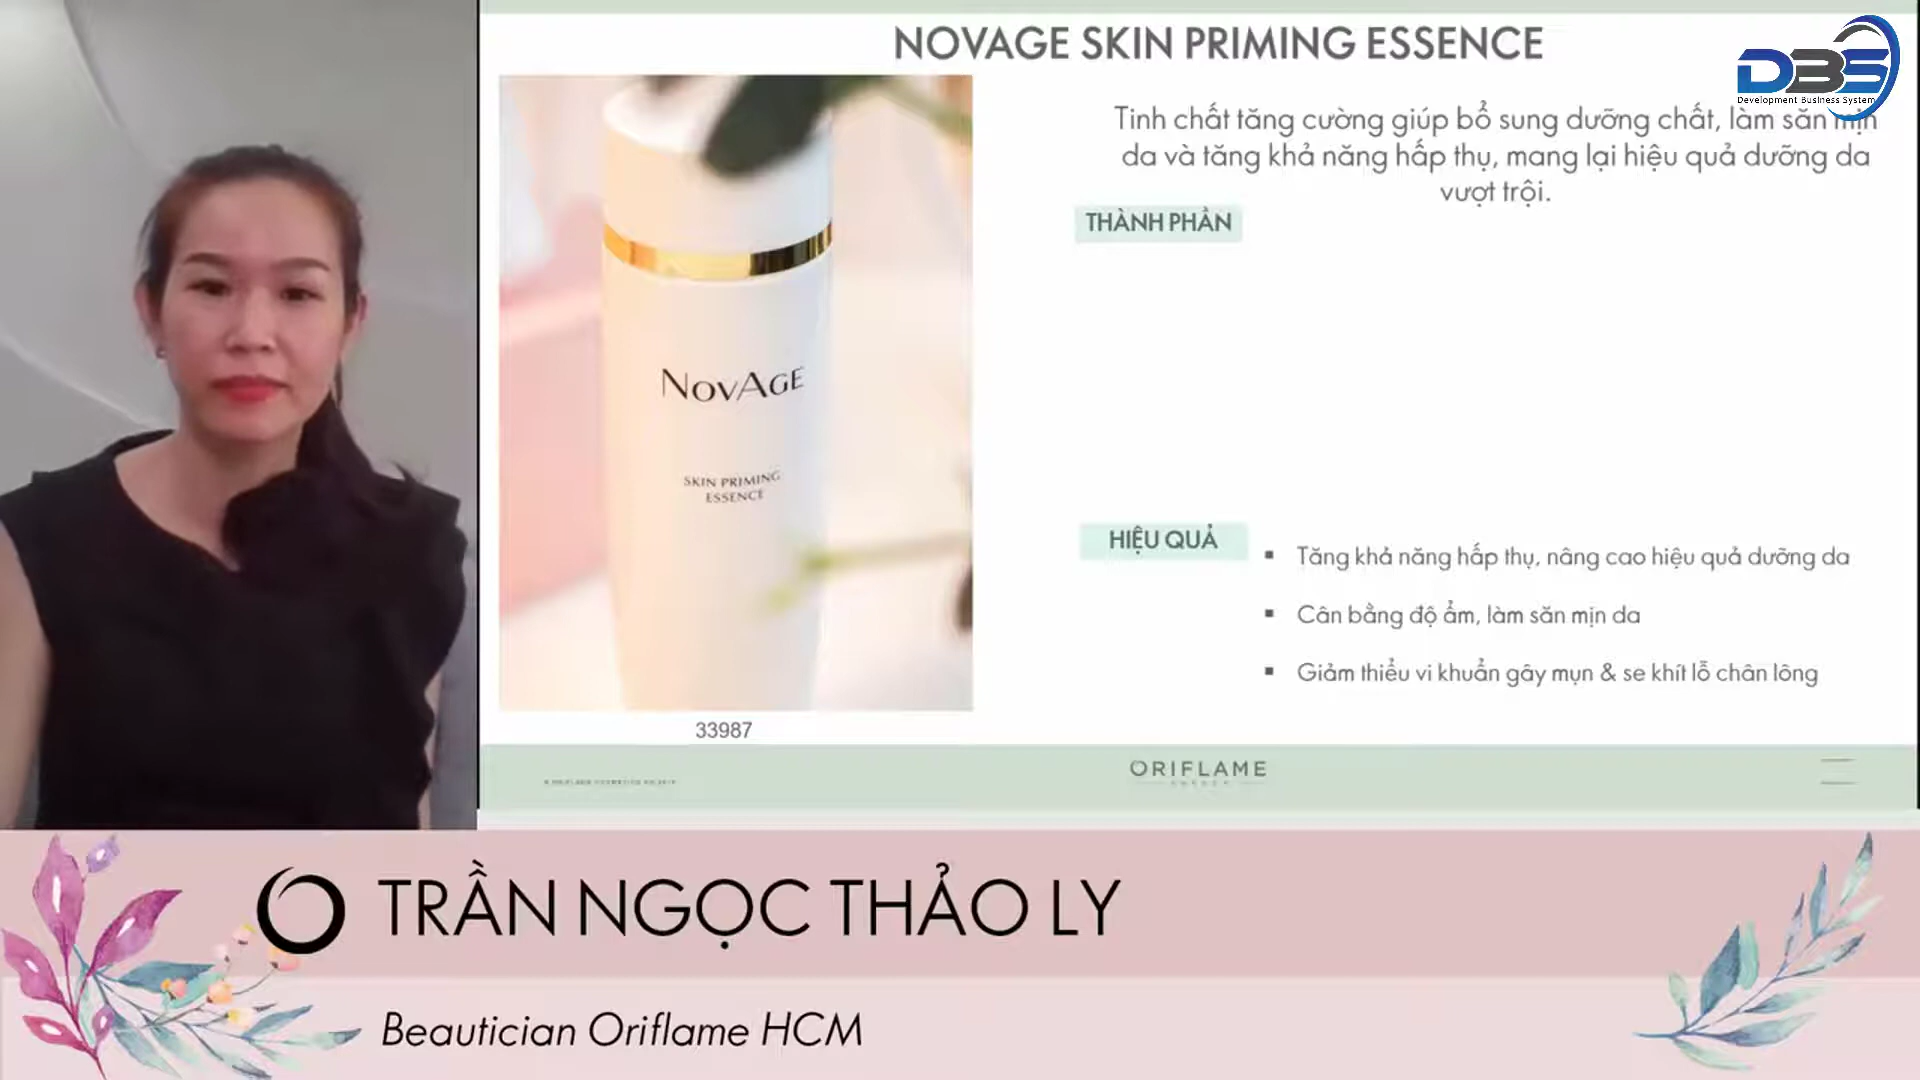 NOVAGE SKIN PRIMING ESSENCE
DBS
Development Business System
Tinh chất tăng cường giúp bổ sung dưỡng chất, làm săn mịn
da và tăng khả năng hấp thụ, mang lại hiệu quả dưỡng da
vượt trội.
THÀNH PHẦN
NOVAGE
SKIN PRIMING
ESSENCE
HIỆU QUẢ
▪ Tăng khả năng hấp thụ, nâng cao hiệu quả dưỡng da
▪ Cân bằng độ ẩm, làm săn mịn da
▪ Giảm thiểu vi khuẩn gây mụn & se khít lỗ chân lông
33987
ORIFLAME
TRẦN NGỌC THẢO LY
Beautician Oriflame HCM